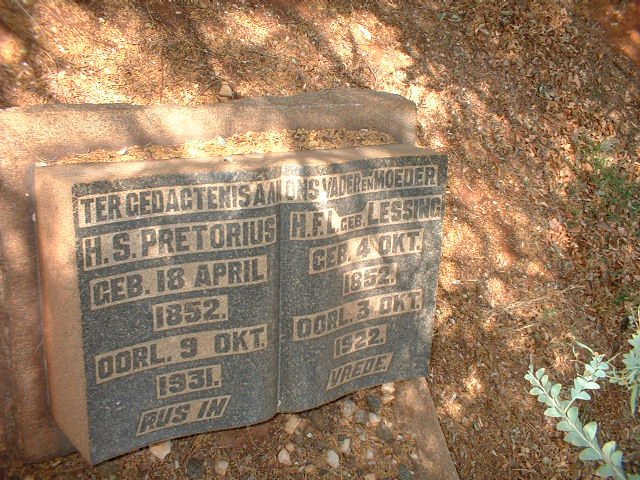 TER GEDACTENIS AAN ONS VADER EN MOEDER
H. S. PRETORIUS
GEB. 18 APRIL
1852.
OORL. 9 OKT.
1931.
RUS IN
H.F.L. GEB. LESSING
GEB. 4 OKT.
1852.
OORL. 3 OKT.
1922.
VREDE.